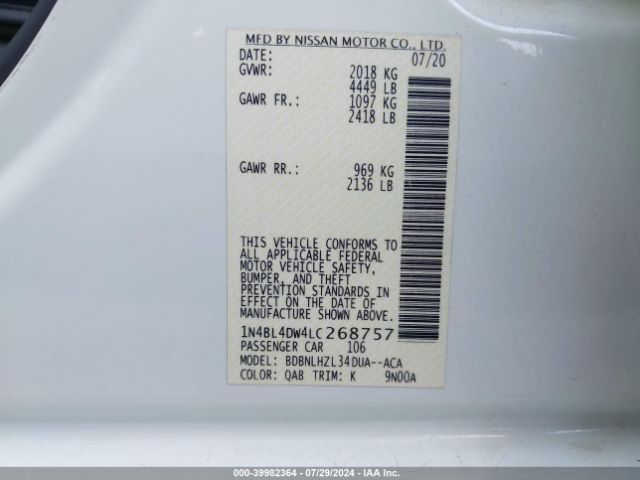 MFD BY NISSAN MOTOR CO., LTD.
DATE: 07/20
GVWR: 2018 KG
4449 LB
GAWR FR.: 1097 KG
2418 LB
GAWR RR.: 969 KG
2136 LB
THIS VEHICLE CONFORMS TO
ALL APPLICABLE FEDERAL
MOTOR VEHICLE SAFETY,
BUMPER, AND THEFT
PREVENTION STANDARDS IN
EFFECT ON THE DATE OF
MANUFACTURE SHOWN ABOVE.
1N4BL4DW4LC268757
PASSENGER CAR 106
MODEL: BDBNLHZL34DUA--ACA
COLOR: QAB TRIM: K 9N00A
000-39982364 - 07/29/2024 - IAA Inc.